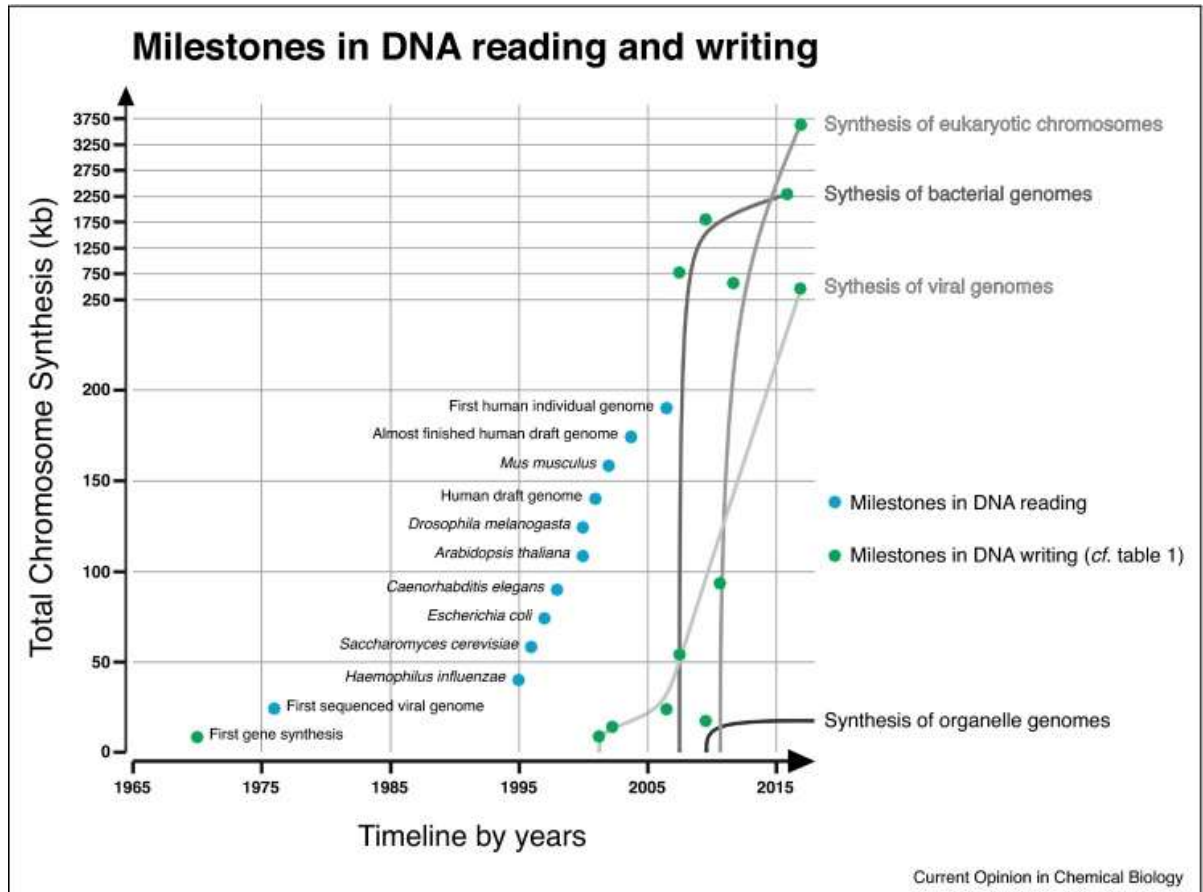 Milestones in DNA reading and writing
Total Chromosome Synthesis (kb)
3750
3250
2750
2250
1750
1250
750
250
200
150
100
50
0
Synthesis of eukaryotic chromosomes
Sythesis of bacterial genomes
Sythesis of viral genomes
First human individual genome
Almost finished human draft genome
Mus musculus
Human draft genome
Drosophila melanogasta
Arabidopsis thaliana
Caenorhabditis elegans
Escherichia coli
Saccharomyces cerevisiae
Haemophilus influenzae
First sequenced viral genome
First gene synthesis
Milestones in DNA reading
Milestones in DNA writing (cf. table 1)
Synthesis of organelle genomes
1965 1975 1985 1995 2005 2015
Timeline by years
Current Opinion in Chemical Biology